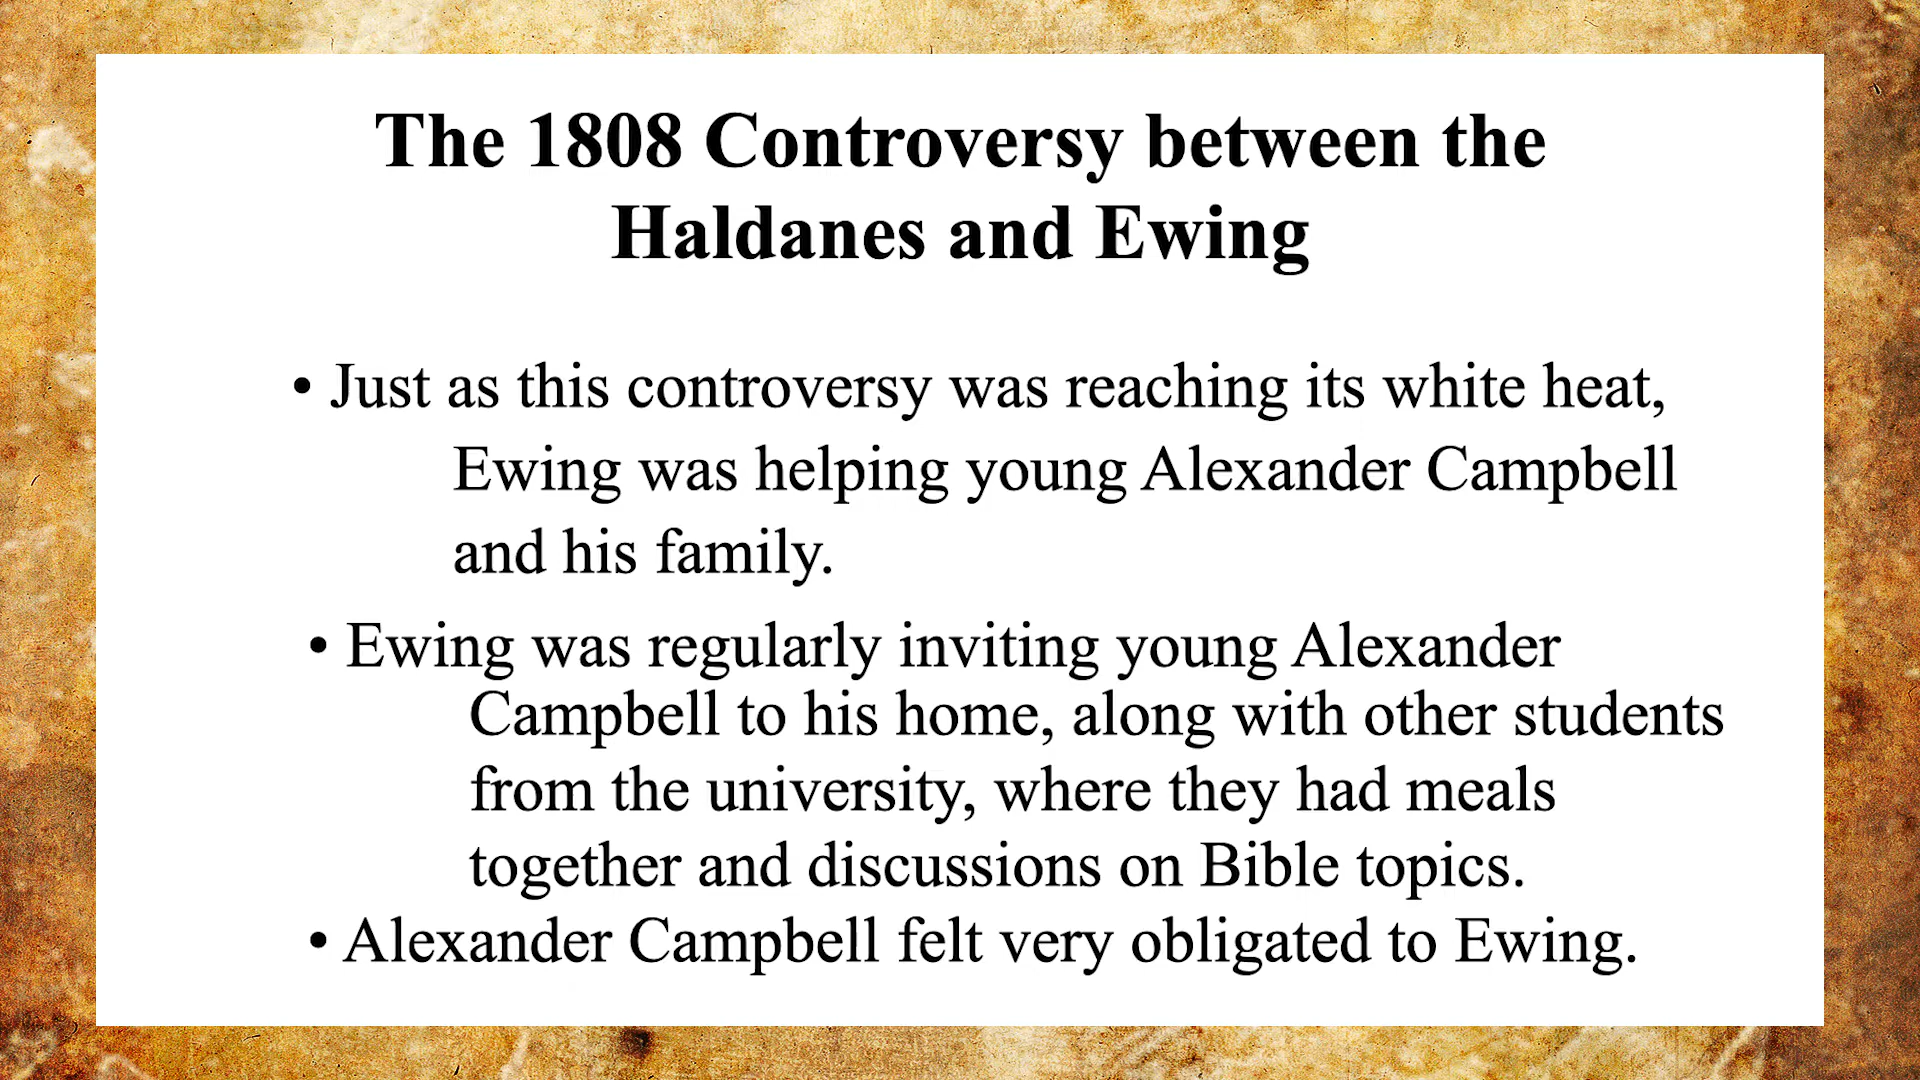 The 1808 Controversy between the
Haldanes and Ewing
• Just as this controversy was reaching its white heat,
Ewing was helping young Alexander Campbell
and his family.
• Ewing was regularly inviting young Alexander
Campbell to his home, along with other students
from the university, where they had meals
together and discussions on Bible topics.
• Alexander Campbell felt very obligated to Ewing.